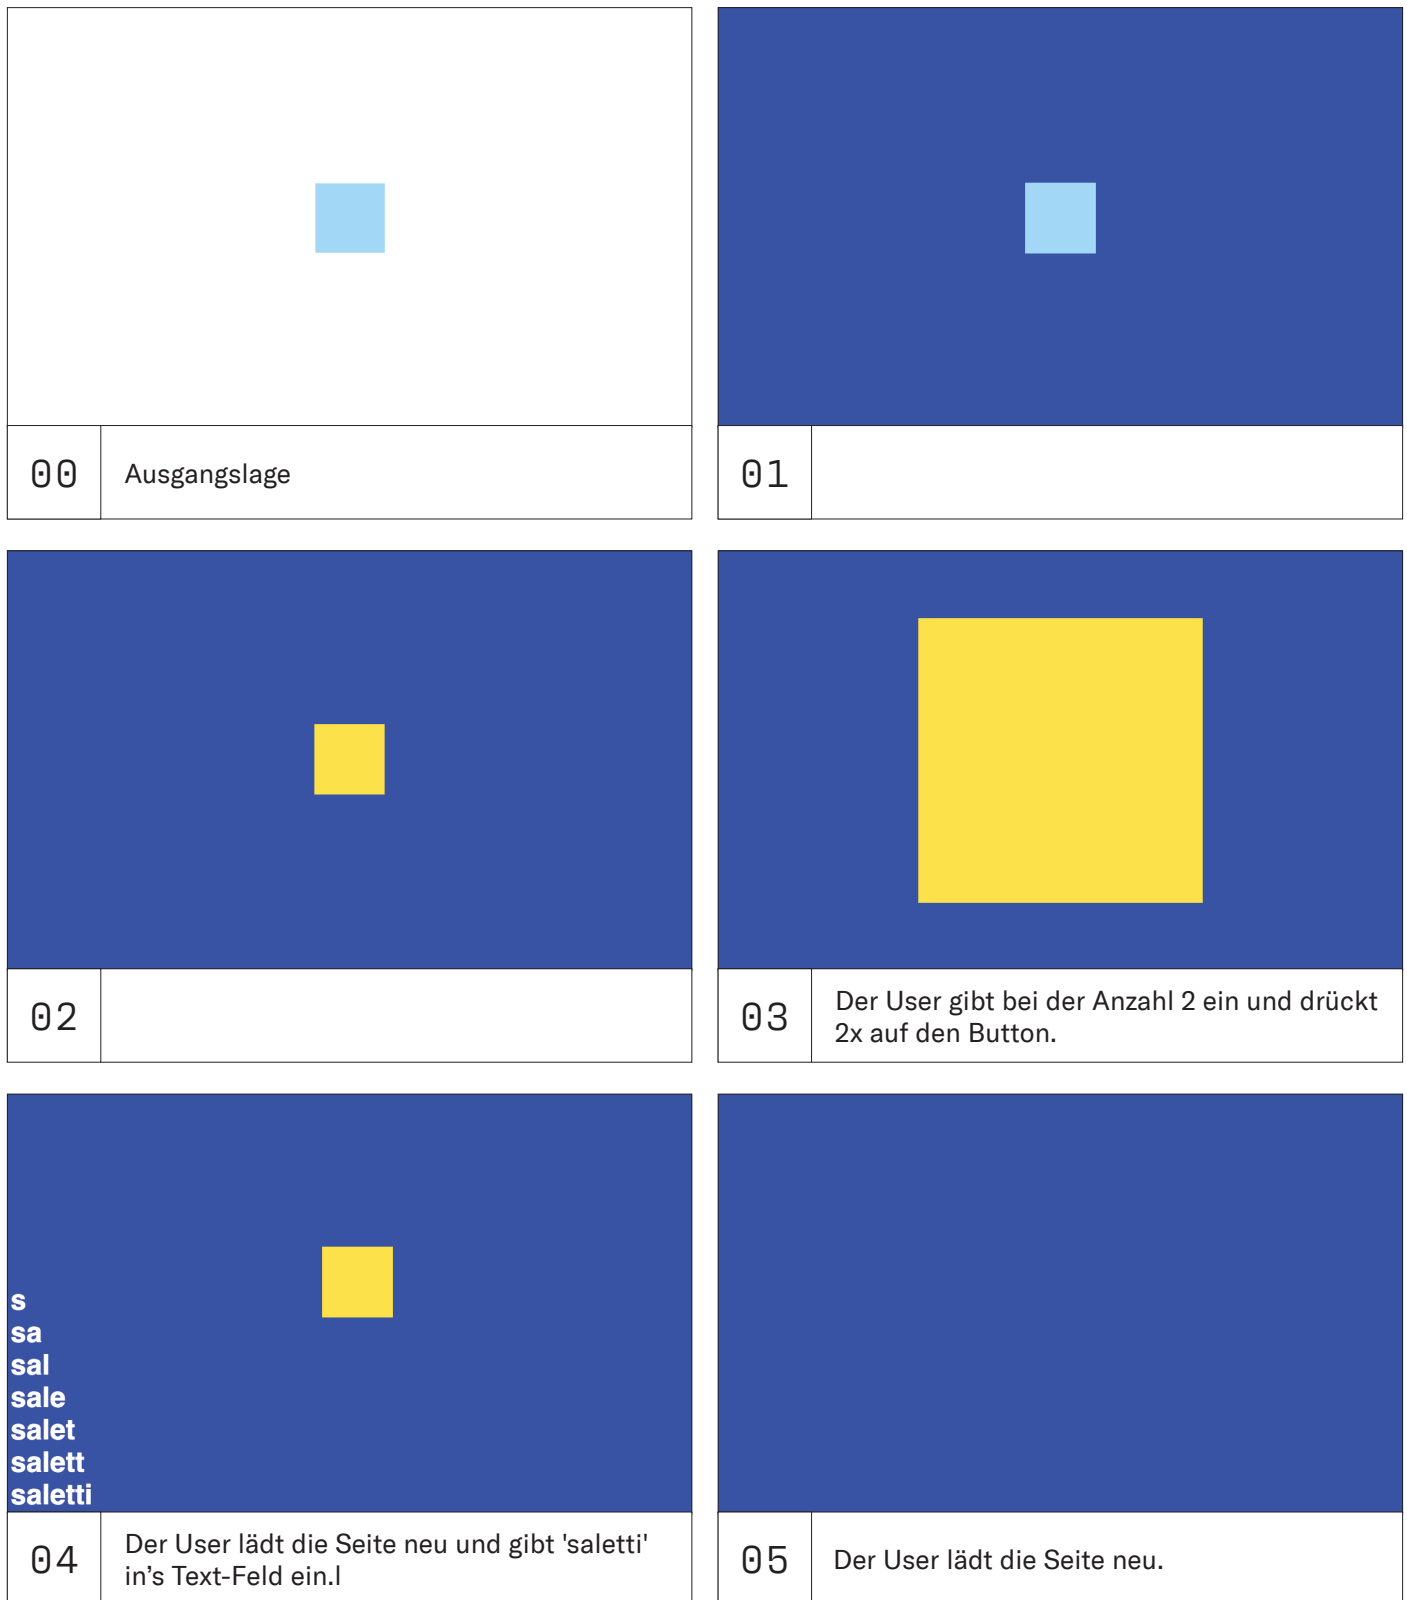 00
Ausgangslage
01
02
03
Der User gibt bei der Anzahl 2 ein und drückt
2x auf den Button.
s
sa
sal
sale
salet
salett
saletti
04
Der User lädt die Seite neu und gibt 'saletti'
in’s Text-Feld ein.l
05
Der User lädt die Seite neu.